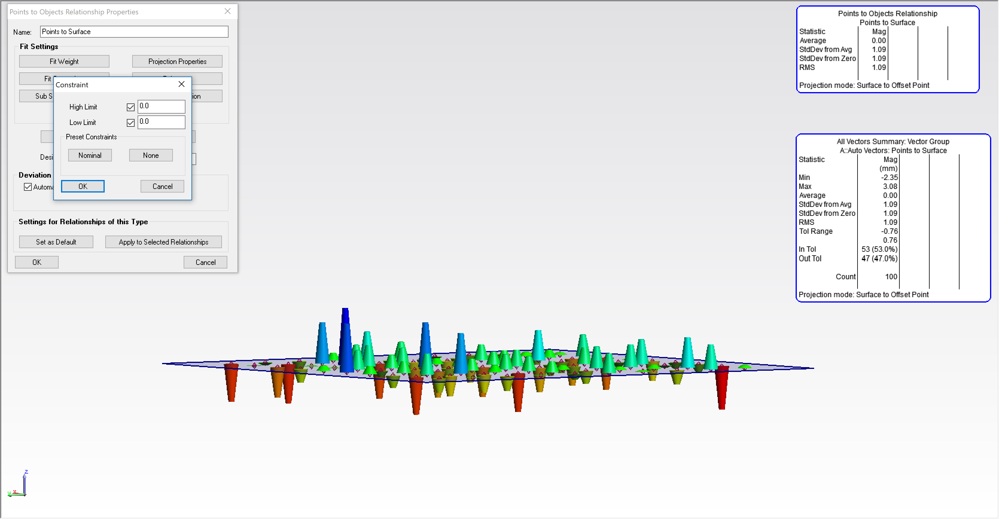 Points to Objects Relationship Properties
Name: Points to Surface
Fit Settings
Fit Weight Projection Properties
Fit
Sub S ion
Constraint
High Limit 0.0
Low Limit 0.0
Preset Constraints
Nominal None
OK Cancel
Desi
Deviation
Automa
Settings for Relationships of this Type
Set as Default Apply to Selected Relationships
OK Cancel
Points to Objects Relationship
Points to Surface
Statistic Mag
Average 0.00
StdDev from Avg 1.09
StdDev from Zero 1.09
RMS 1.09
Projection mode: Surface to Offset Point
All Vectors Summary: Vector Group
A::Auto Vectors: Points to Surface
Statistic Mag
(mm)
Min -2.35
Max 3.08
Average 0.00
StdDev from Avg 1.09
StdDev from Zero 1.09
RMS 1.09
Tol Range -0.76
0.76
In Tol 53 (53.0%)
Out Tol 47 (47.0%)
Count 100
Projection mode: Surface to Offset Point
Z
Y X